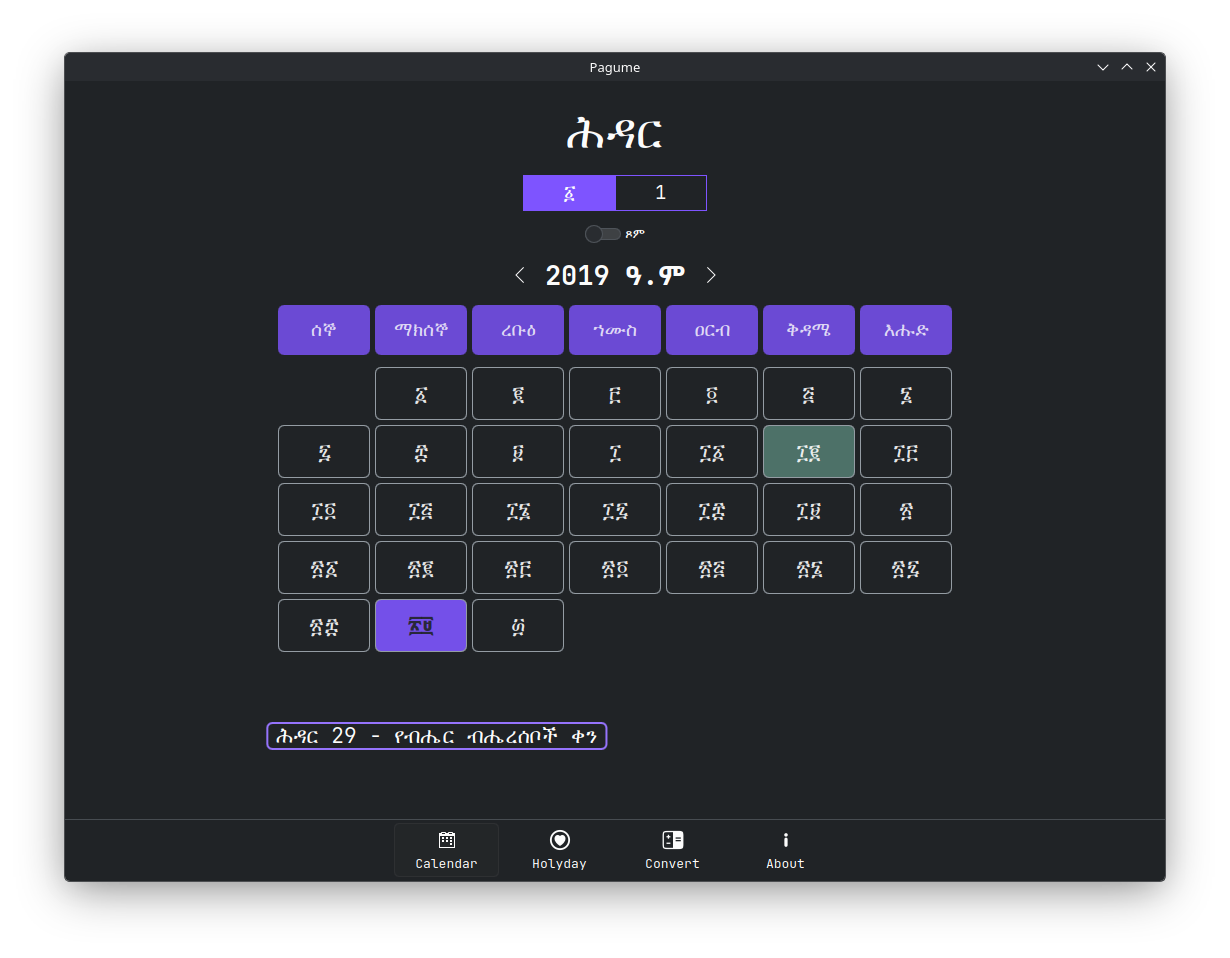 Pagume
ሕዳር
፩ 1
ጾም
2019 ዓ.ም
ሰኞ ማክሰኞ ረቡዕ ኀሙስ ዐርብ ቅዳሜ እሑድ
፩ ፪ ፫ ፬ ፭ ፮
፯ ፰ ፱ ፲ ፲፩ ፲፪ ፲፫
፲፬ ፲፭ ፲፮ ፲፯ ፲፰ ፲፱ ፳
፳፩ ፳፪ ፳፫ ፳፬ ፳፭ ፳፮ ፳፯
፳፰ ፳፱ ፴
ሕዳር 29 - የብሔር ብሔረሰቦች ቀን
Calendar Holyday Convert About